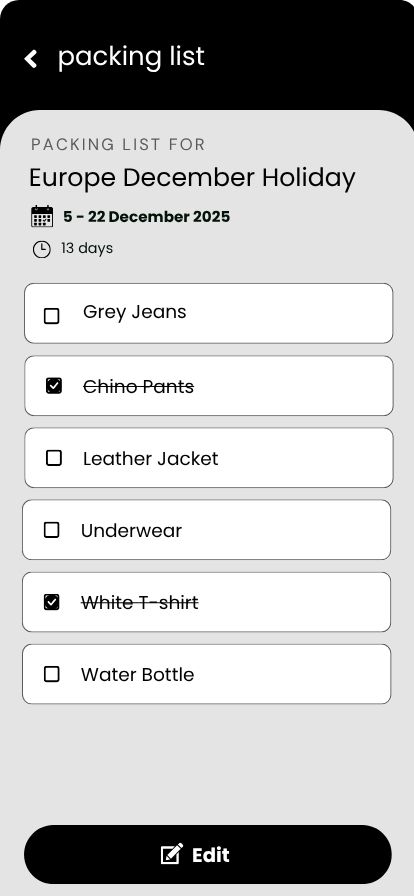 packing list
PACKING LIST FOR
Europe December Holiday
5 - 22 December 2025
13 days
Grey Jeans
Chino Pants
Leather Jacket
Underwear
White T-shirt
Water Bottle
Edit